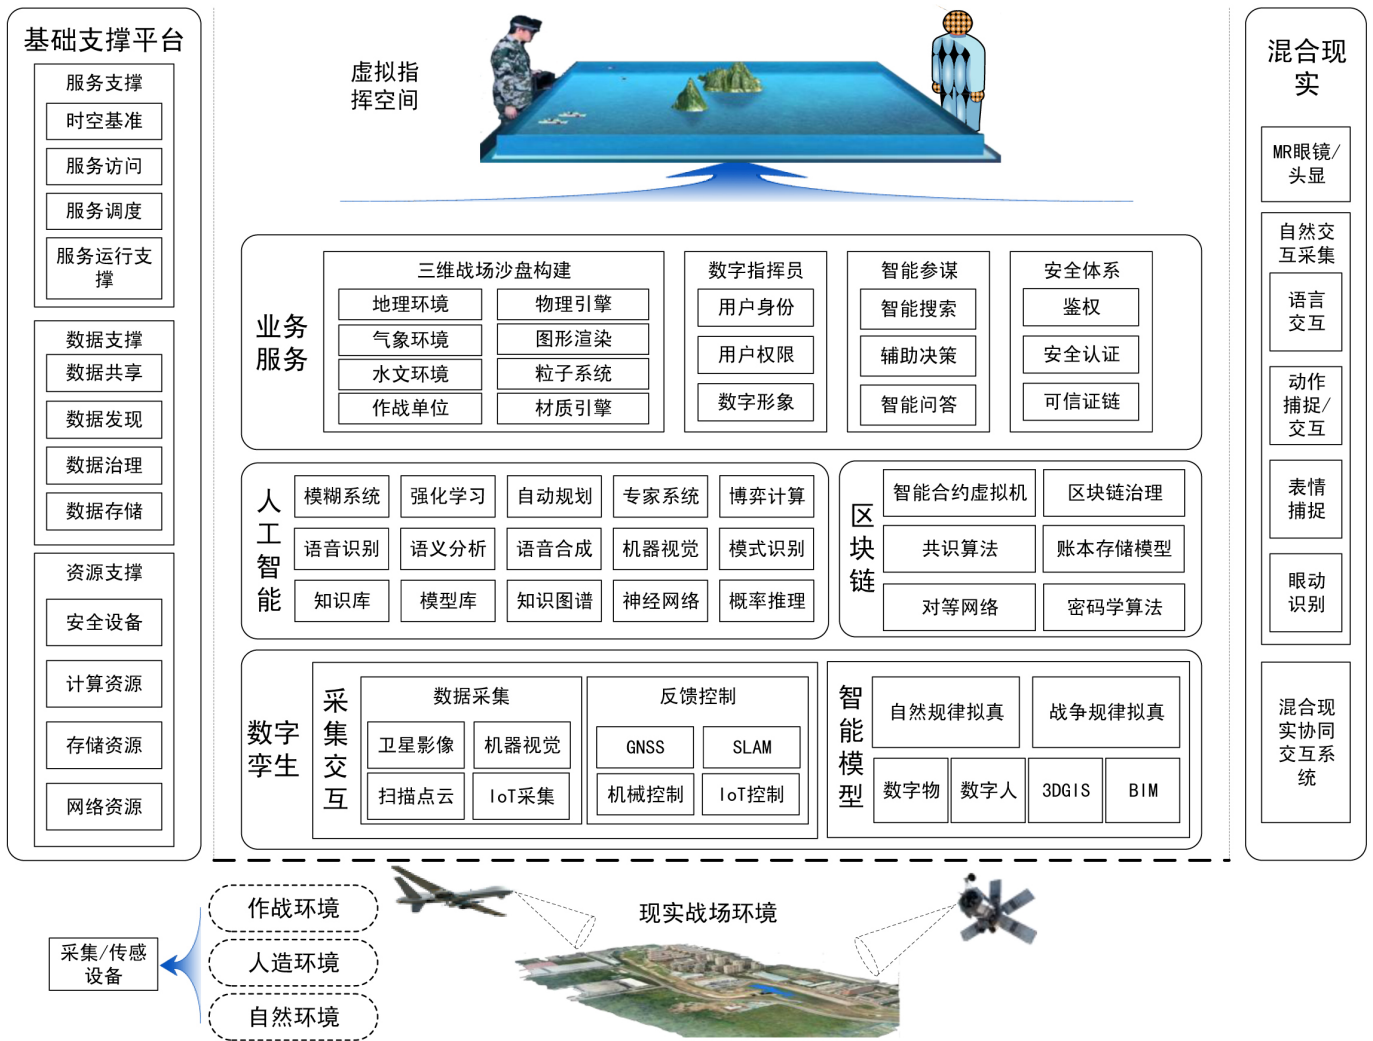 基础支撑平台
服务支撑
时空基准
服务访问
服务调度
服务运行支
撑
数据支撑
数据共享
数据发现
数据治理
数据存储
资源支撑
安全设备
计算资源
存储资源
网络资源
虚拟指
挥空间
业务
服务
三维战场沙盘构建
地理环境
物理引擎
气象环境
图形渲染
水文环境
粒子系统
作战单位
材质引擎
数字指挥员
用户身份
用户权限
数字形象
智能参谋
智能搜索
辅助决策
智能问答
安全体系
鉴权
安全认证
可信证链
人工智能
模糊系统
强化学习
自动规划
专家系统
博弈计算
语音识别
语义分析
语音合成
机器视觉
模式识别
知识库
模型库
知识图谱
神经网络
概率推理
区块链
智能合约虚拟机
区块链治理
共识算法
账本存储模型
对等网络
密码学算法
数字
孪生
采集交互
数据采集
卫星影像
机器视觉
扫描点云
IoT采集
反馈控制
GNSS
SLAM
机械控制
IoT控制
智能模型
自然规律拟真
战争规律拟真
数字物
数字人
3DGIS
BIM
混合现
实
MR眼镜/
头显
自然交
互采集
语言
交互
动作
捕捉/
交互
表情
捕捉
眼动
识别
混合现
实协同
交互系
统
采集/传感
设备
作战环境
人造环境
自然环境
现实战场环境